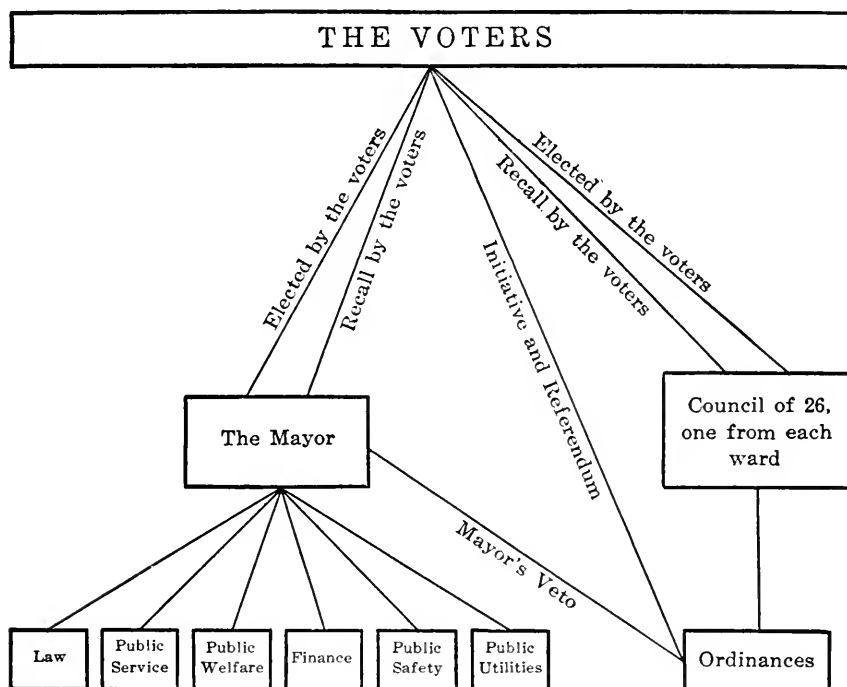 THE VOTERS
Elected by the voters
Recall by the voters
Initiative and Referendum
Recall by the voters
Elected by the voters
The Mayor
Council of 26,
one from each
ward
Mayor's Veto
Law
Public
Service
Public
Welfare
Finance
Public
Safety
Public
Utilities
Ordinances